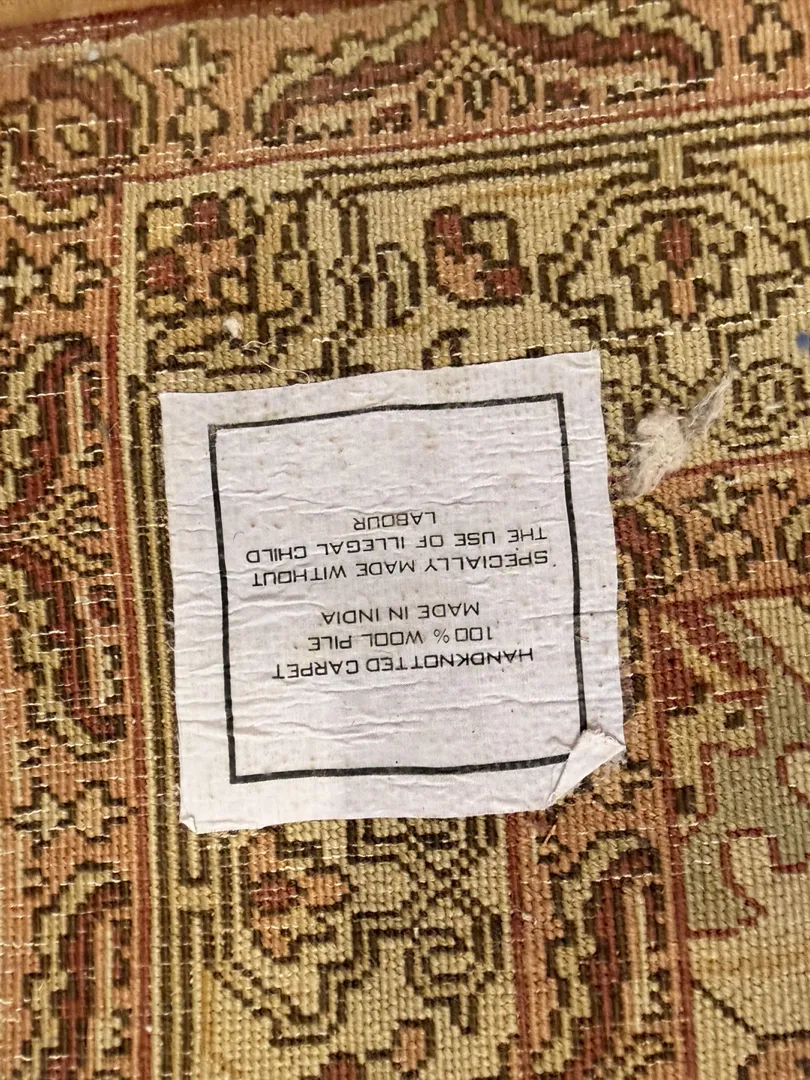 HANDKNOTTED CARPET
100% WOOL PILE
MADE IN INDIA
SPECIALLY MADE WITHOUT
THE USE OF ILLEGAL CHILD
LABOUR